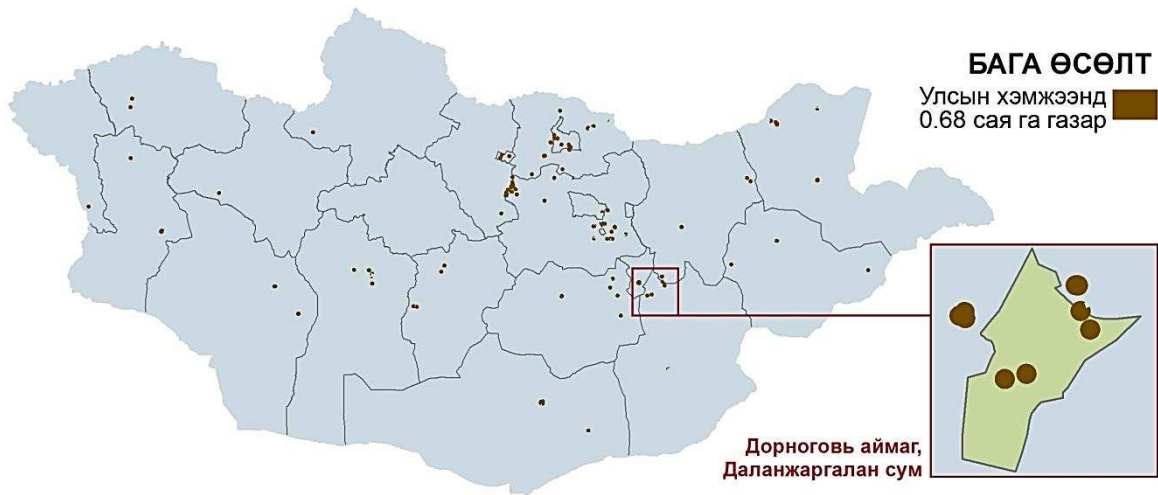 БАГА ӨСӨЛТ
Улсын хэмжээнд
0.68 сая га газар
Дорноговь аймаг,
Даланжаргалан сум